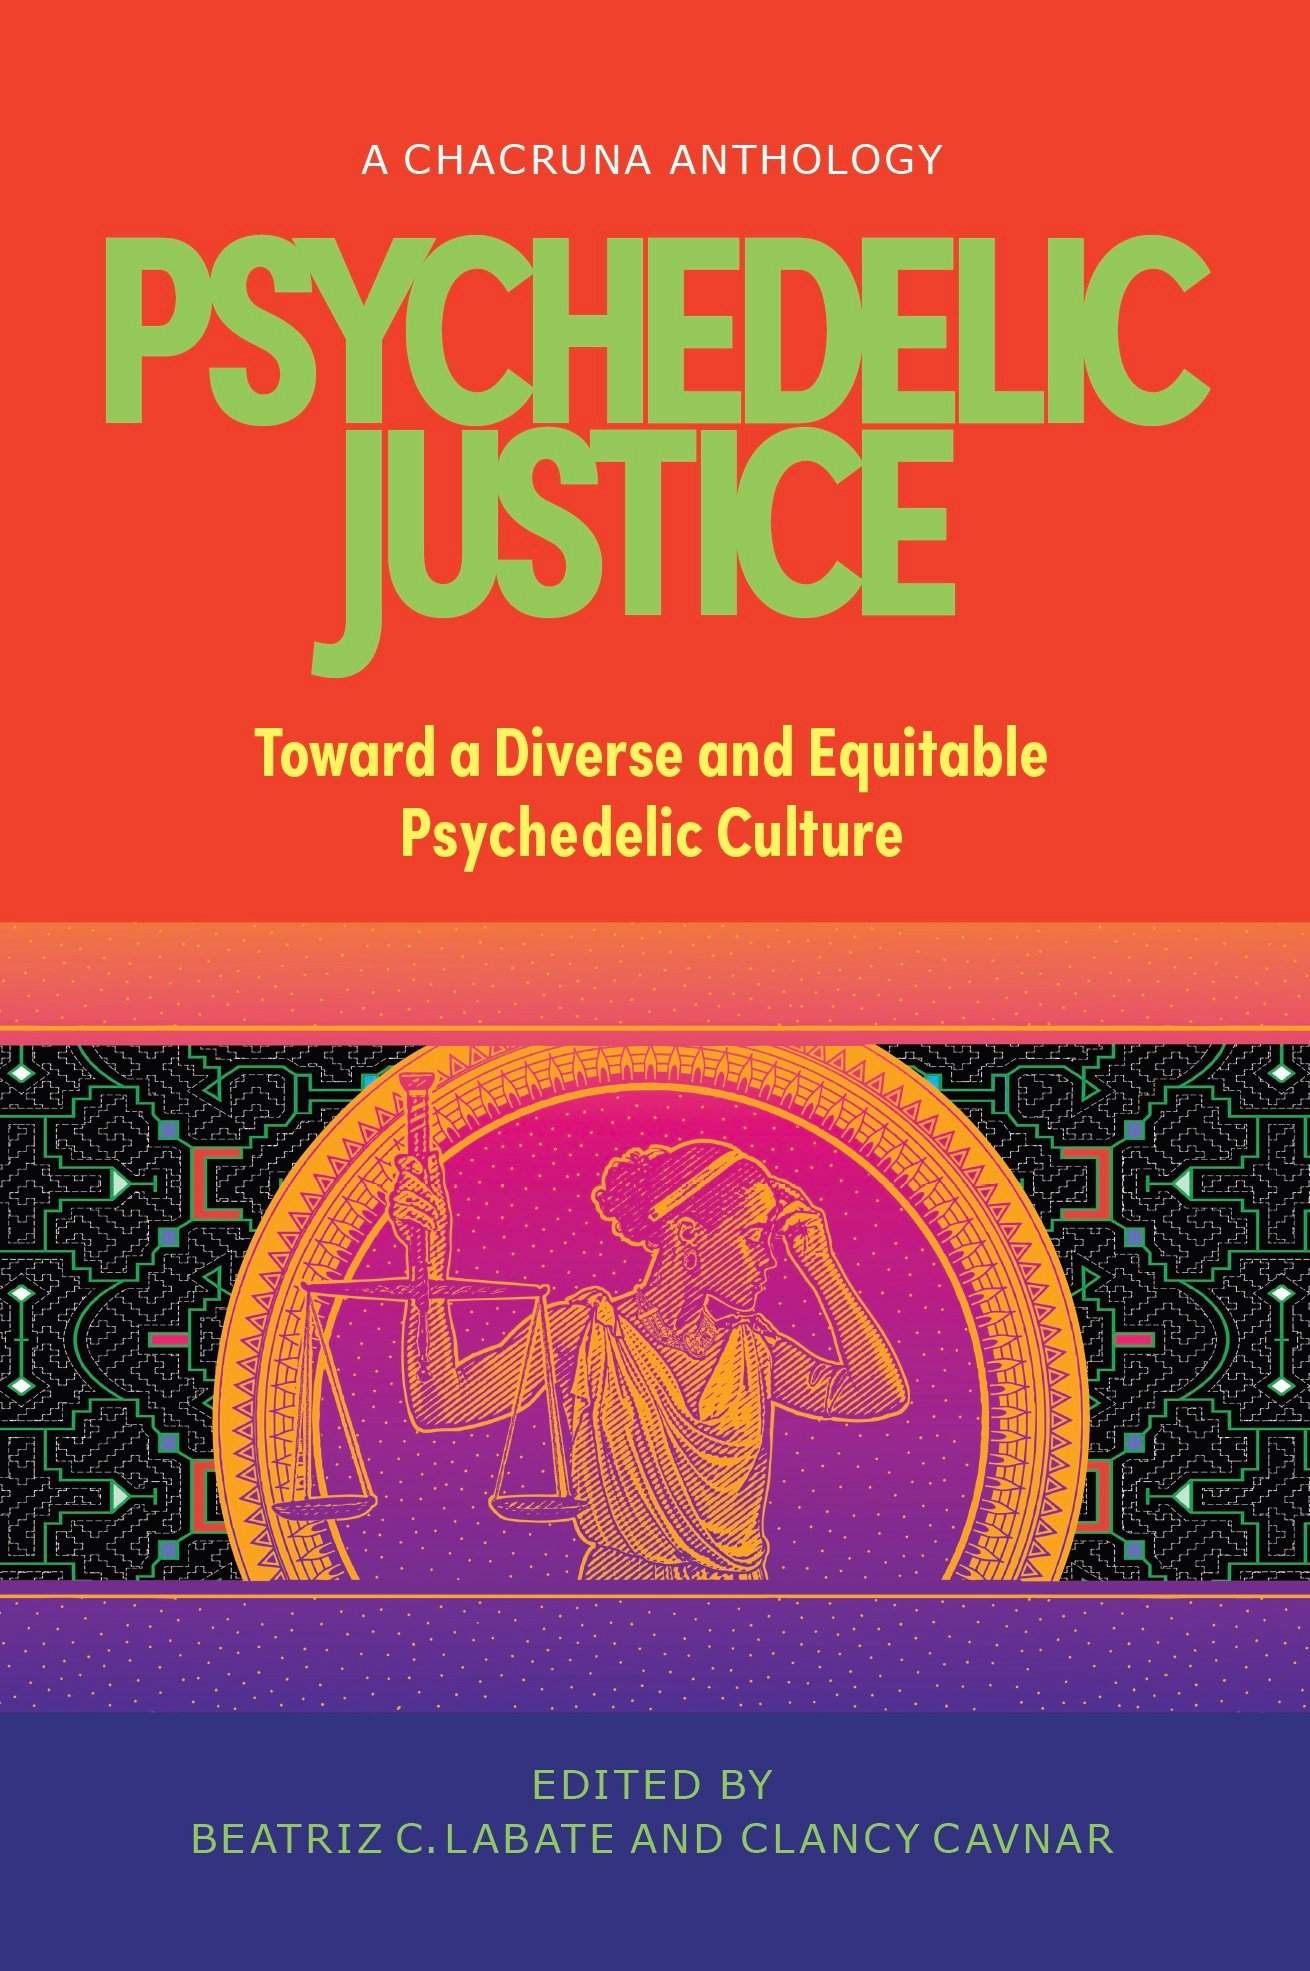 A CHACRUNA ANTHOLOGY
PSYCHEDELIC
JUSTICE
Toward a Diverse and Equitable
Psychedelic Culture
EDITED BY
BEATRIZ C. LABATE AND CLANCY CAVNAR